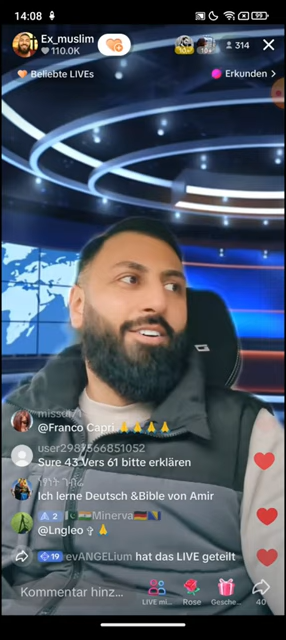 14:08
99
Ex_muslim
110.0K
314
Beliebte LIVEs
Erkunden >
@Franco Capri
user2981566851052
Sure 43 Vers 61 bitte erklären
Ich lerne Deutsch &Bible von Amir
2 Minerva
@Lngleo
19 evANGELium hat das LIVE geteilt
Kommentar hinz...
LIVE mi...
Rose
Gesche...
40